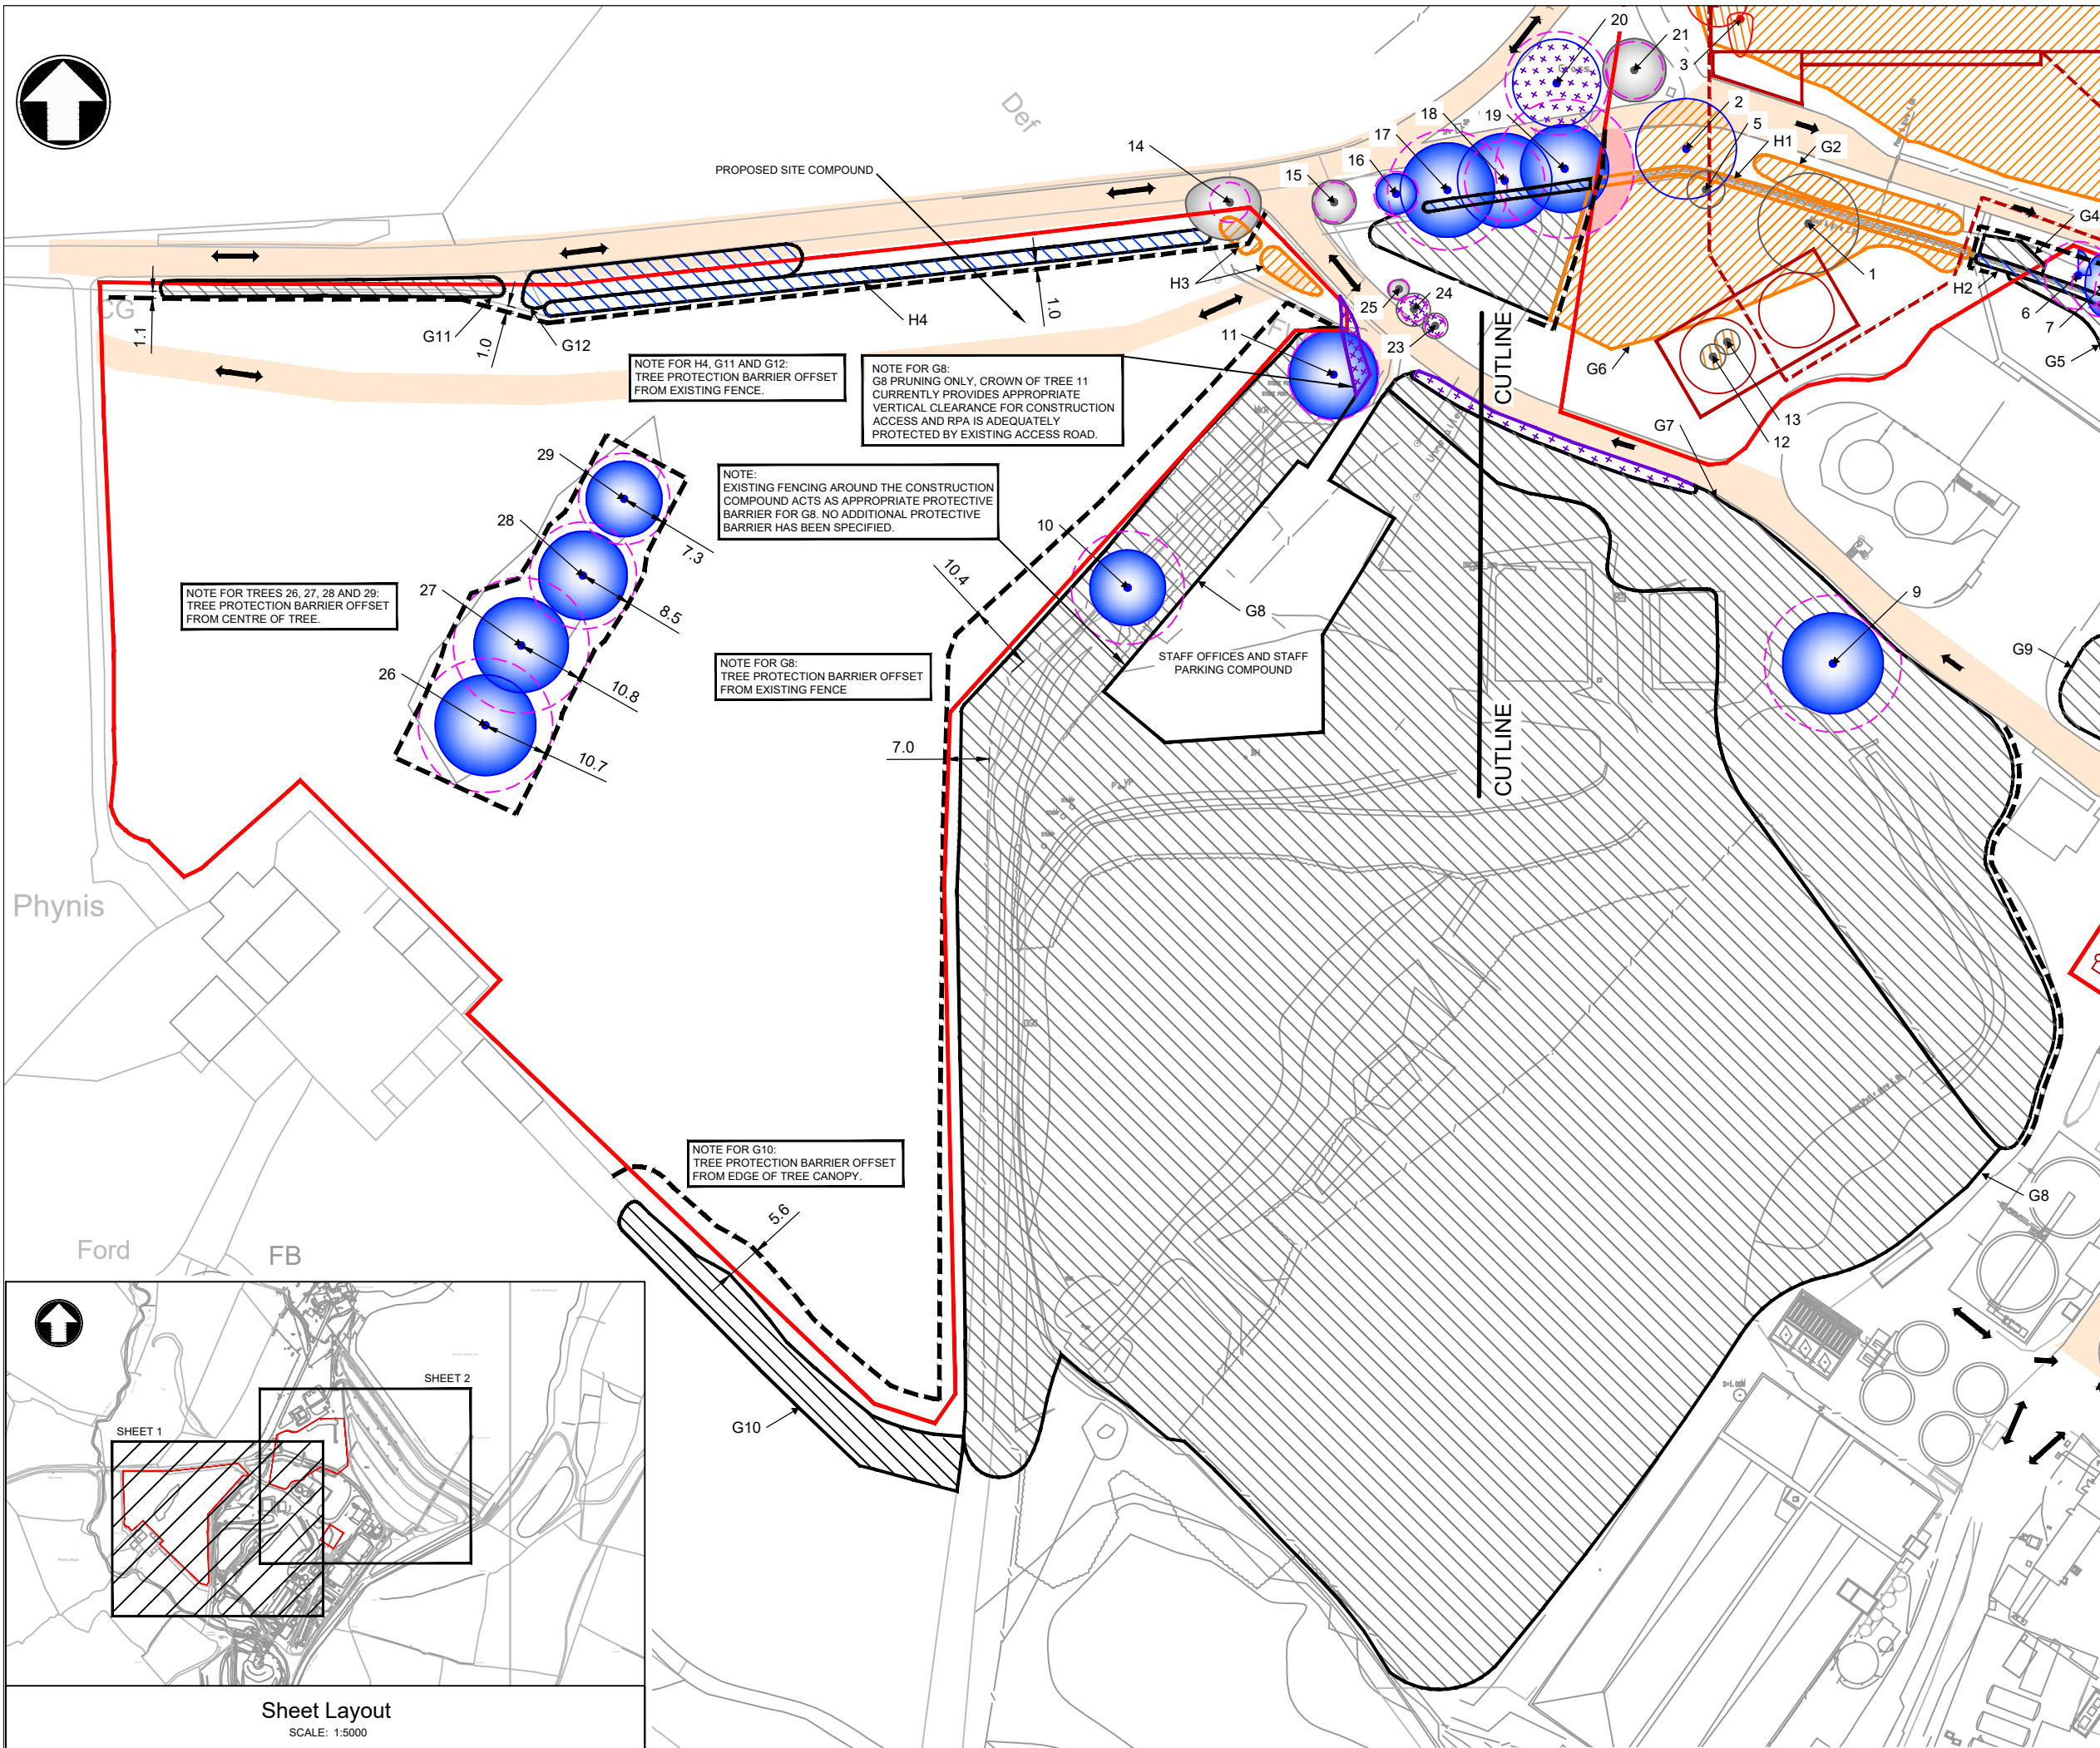 20
21
3
Def
2
18
19
5
17
H1
14
G2
PROPOSED SITE COMPOUND
16
15
G4
1
H3
H2
25
24
6
CG
1.0
H4
7
1.1
G11
G12
23
CUTLINE
11
G5
1.0
G6
NOTE FOR H4, G11 AND G12:
TREE PROTECTION BARRIER OFFSET
FROM EXISTING FENCE.
NOTE FOR G8:
G8 PRUNING ONLY, CROWN OF TREE 11
CURRENTLY PROVIDES APPROPRIATE
VERTICAL CLEARANCE FOR CONSTRUCTION
ACCESS AND RPA IS ADEQUATELY
PROTECTED BY EXISTING ACCESS ROAD.
13
G7
12
29
NOTE:
EXISTING FENCING AROUND THE CONSTRUCTION
COMPOUND ACTS AS APPROPRIATE PROTECTIVE
BARRIER FOR G8. NO ADDITIONAL PROTECTIVE
BARRIER HAS BEEN SPECIFIED.
28
10
7.3
10.4
NOTE FOR TREES 26, 27, 28 AND 29:
TREE PROTECTION BARRIER OFFSET
FROM CENTRE OF TREE.
27
8.5
G8
9
STAFF OFFICES AND STAFF
PARKING COMPOUND
G9
26
NOTE FOR G8:
TREE PROTECTION BARRIER OFFSET
FROM EXISTING FENCE
10.8
CUTLINE
7.0
10.7
Phynis
NOTE FOR G10:
TREE PROTECTION BARRIER OFFSET
FROM EDGE OF TREE CANOPY.
G8
5.6
Ford
FB
SHEET 2
SHEET 1
G10
Sheet Layout
SCALE: 1:5000